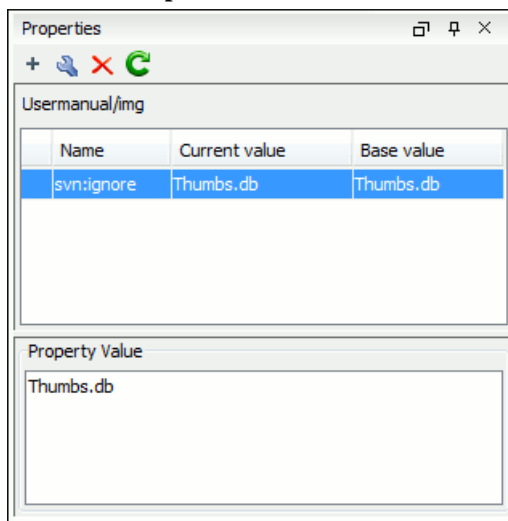 Properties
Usermanual/img
Name Current value Base value
svn:ignore Thumbs.db Thumbs.db
Property Value
Thumbs.db